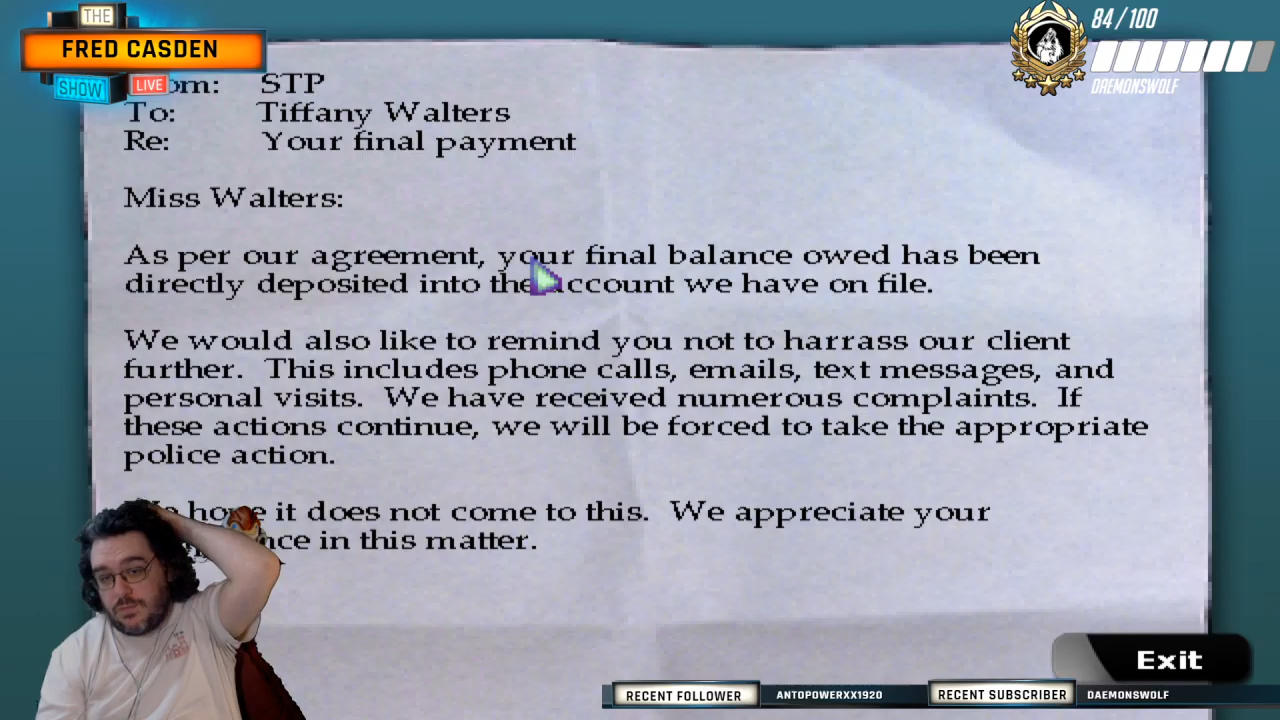 THE
FRED CASDEN
SHOW LIVE
84/100
DAEMONSWOLF
STP
To: Tiffany Walters
Re: Your final payment
Miss Walters:
As per our agreement, your final balance owed has been
directly deposited into the account we have on file.
We would also like to remind you not to harrass our client
further. This includes phone calls, emails, text messages, and
personal visits. We have received numerous complaints. If
these actions continue, we will be forced to take the appropriate
police action.
it does not come to this. We appreciate your
in this matter.
Exit
RECENT FOLLOWER ANTOPOWERXX1920 RECENT SUBSCRIBER DAEMONSWOLF